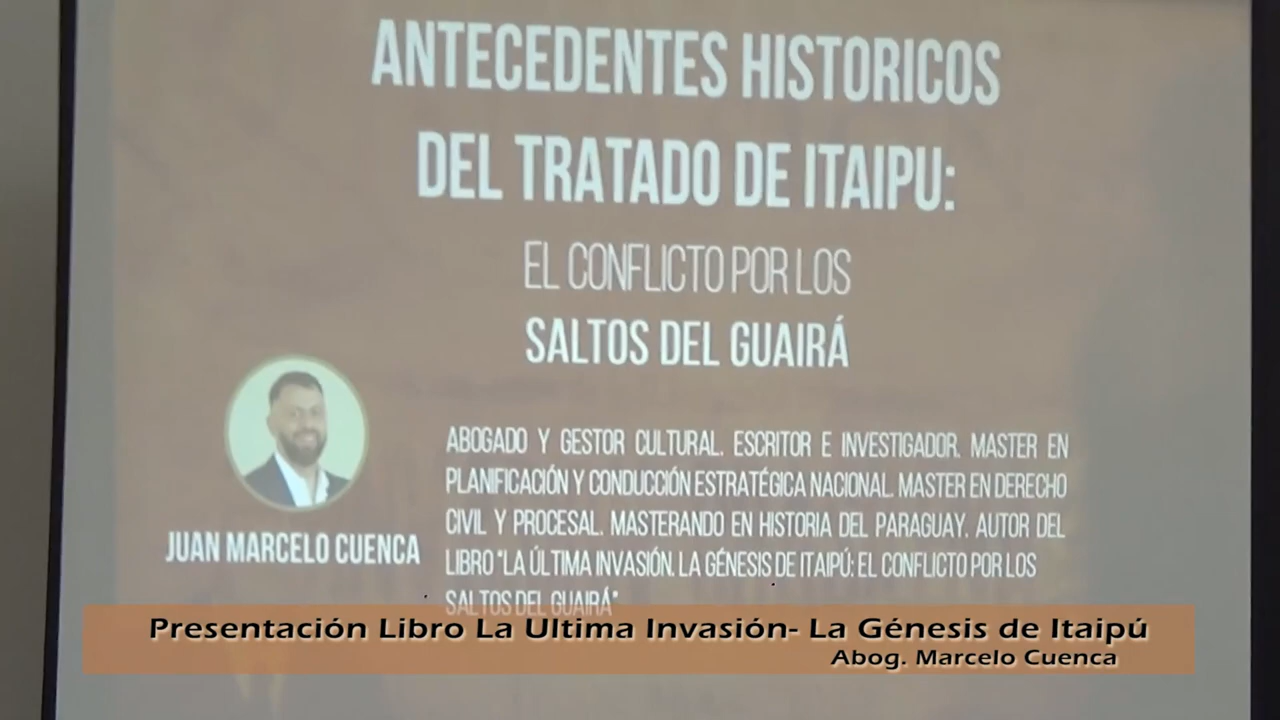 ANTECEDENTES HISTORICOS
DEL TRATADO DE ITAIPU:
EL CONFLICTO POR LOS
SALTOS DEL GUAIRÁ
JUAN MARCELO CUENCA
ABOGADO Y GESTOR CULTURAL. ESCRITOR E INVESTIGADOR. MASTER EN
PLANIFICACIÓN Y CONDUCCIÓN ESTRATÉGICA NACIONAL. MASTER EN DERECHO
CIVIL Y PROCESAL. MASTERANDO EN HISTORIA DEL PARAGUAY. AUTOR DEL
LIBRO "LA ÚLTIMA INVASIÓN. LA GÉNESIS DE ITAIPÚ: EL CONFLICTO POR LOS
SALTOS DEL GUAIRÁ"
Presentación Libro La Ultima Invasión- La Génesis de Itaipú
Abog. Marcelo Cuenca